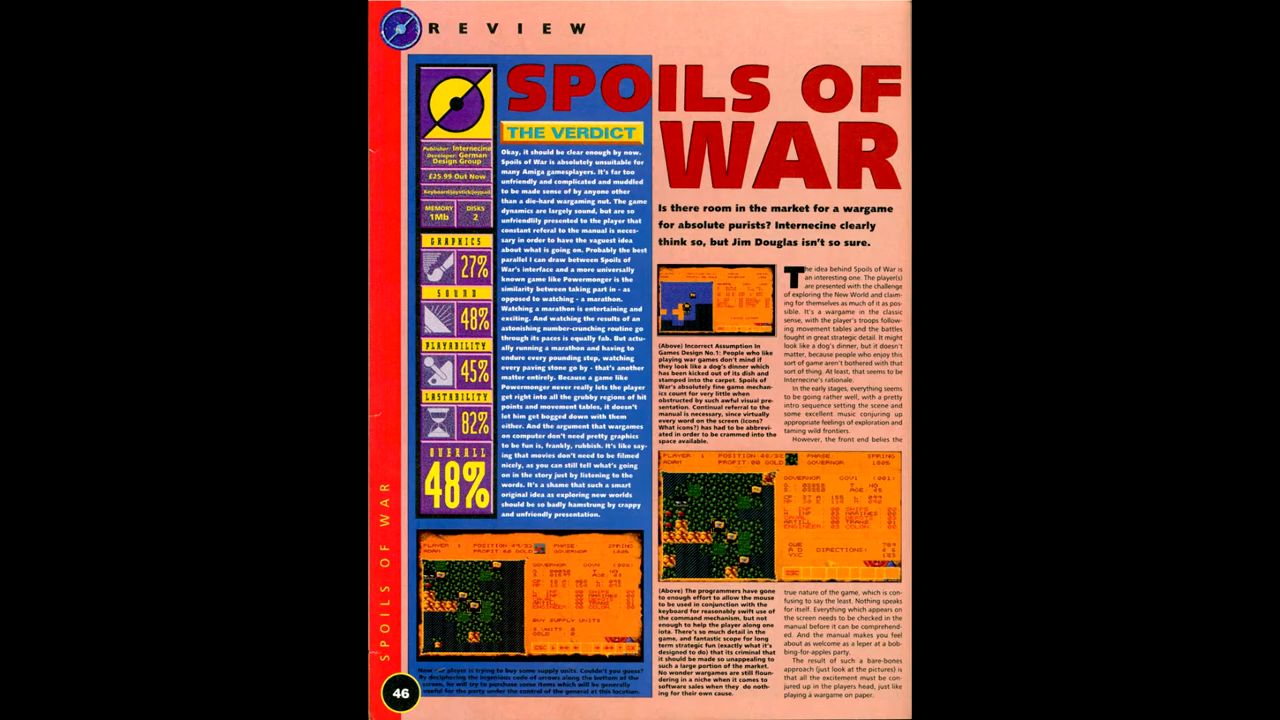 REVIEW
SPOILS OF
WAR
Publisher: Internecine
Developer: German
Design Group
£25.99 Out Now
Keyboard/joystick/joypad
MEMORY
1Mb
DISKS
2
GRAPHICS
27%
SOUND
48%
PLAYABILITY
45%
LASTABILITY
82%
OVERALL
48%
THE VERDICT
Okay, it should be clear enough by now.
Spoils of War is absolutely unsuitable for
many Amiga gamesplayers. It's far too
unfriendly and complicated and muddled
to be made sense of by anyone other
than a die-hard wargaming nut. The game
dynamics are largely sound, but are so
unfriendlily presented to the player that
constant referal to the manual is neces-
sary in order to have the vaguest idea
about what is going on. Probably the best
parallel I can draw between Spoils of
War's interface and a more universally
known game like Powermonger is the
similarity between taking part in - as
opposed to watching - a marathon.
Watching a marathon is entertaining and
exciting. And watching the results of an
astonishing number-crunching routine go
through its paces is equally fab. But actu-
ally running a marathon and having to
endure every pounding step, watching
every paving stone go by - that's another
matter entirely. Because a game like
Powermonger never really lets the player
get right into all the grubby regions of hit
points and movement tables, it doesn't
let him get bogged down with them
either. And the argument that wargames
on computer don't need pretty graphics
to be fun is, frankly, rubbish. It's like say-
ing that movies don't need to be filmed
nicely, as you can still tell what's going
on in the story just by listening to the
words. It's a shame that such a smart
original idea as exploring new worlds
should be so badly hamstrung by crappy
and unfriendly presentation.
PLAYER 1
ADAM
PROFIT:00 GOLD
PHASE
GOVERNOR
SPRING
BUY SUPPLY UNITS
player is trying to buy some supply units. Couldn't you guess?
By deciphering the ingenious code of arrows along the bottom of the
screen, he will try to purchase some items which will be generally
useful for the party under the control of the general at this location.
Is there room in the market for a wargame
for absolute purists? Internecine clearly
think so, but Jim Douglas isn't so sure.
(Above) Incorrect Assumption In
Games Design No.1: People who like
playing war games don't mind if
they look like a dog's dinner which
has been kicked out of its dish and
stamped into the carpet. Spoils of
War's absolutely fine game mechan-
ics count for very little when
obstructed by such awful visual pre-
sentation. Continual referral to the
manual is necessary, since virtually
every word on the screen (Icons?
What icons?) has had to be abbrevi-
ated in order to be crammed into the
space available.
The idea behind Spoils of War is
an interesting one. The player(s)
are presented with the challenge
of exploring the New World and claim-
ing for themselves as much of it as pos-
sible. It's a wargame in the classic
sense, with the player's troops follow-
ing movement tables and the battles
fought in great strategic detail. It might
look like a dog's dinner, but it doesn't
matter, because people who enjoy this
sort of game aren't bothered with that
sort of thing. At least, that seems to be
Internecine's rationale.
In the early stages, everything seems
to be going rather well, with a pretty
intro sequence setting the scene and
some excellent music conjuring up
appropriate feelings of exploration and
taming wild frontiers.
However, the front end belies the
PLAYER 1
ADAM
PROFIT:00 GOLD
PHASE
GOVERNOR
SPRING
GOVERNOR GOV1 (001)
DIRECTIONS:
(Above) The programmers have gone
to enough effort to allow the mouse
to be used in conjunction with the
keyboard for reasonably swift use of
the command mechanism, but not
enough to help the player along one
iota. There's so much detail in the
game, and fantastic scope for long
term strategic fun (exactly what it's
designed to do) that its criminal that
it should be made so unappealing to
such a large portion of the market.
No wonder wargames are still floun-
dering in a niche when it comes to
software sales when they do noth-
ing for their own cause.
true nature of the game, which is con-
fusing to say the least. Nothing speaks
for itself. Everything which appears on
the screen needs to be checked in the
manual before it can be comprehend-
ed. And the manual makes you feel
about as welcome as a leper at a bob-
bing-for-apples party.
The result of such a bare-bones
approach (just look at the pictures) is
that all the excitement must be con-
jured up in the players head, just like
playing a wargame on paper.
SPOILS OF WAR
46